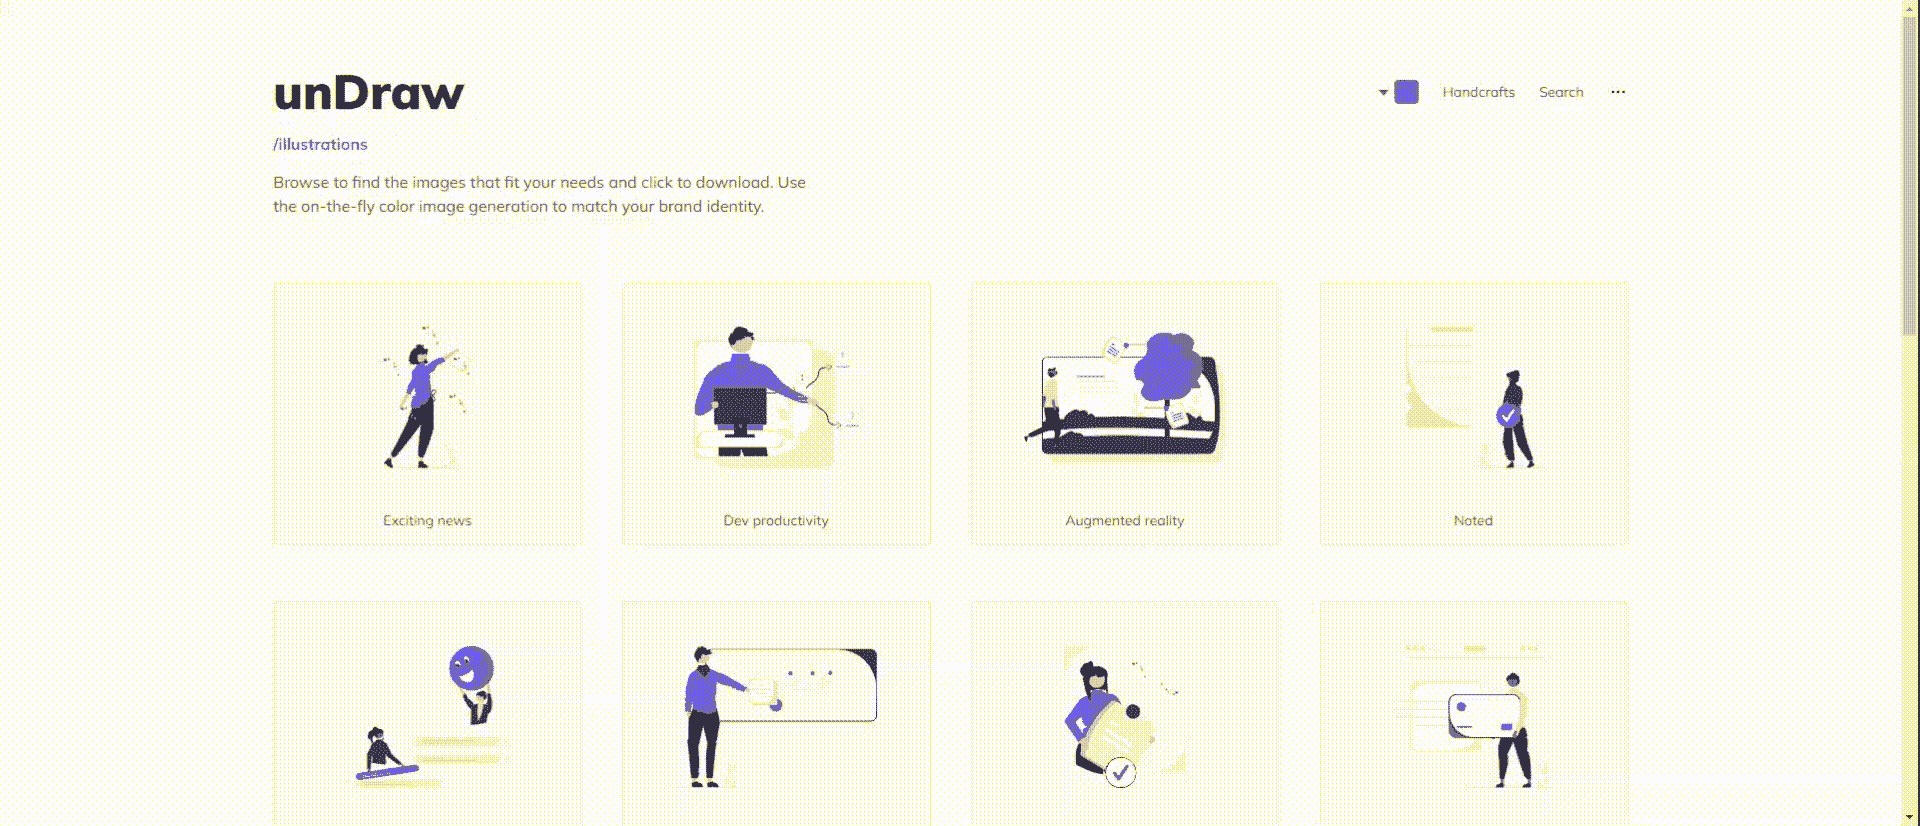 unDraw
Handcrafts
Search
/illustrations
Browse to find the images that fit your needs and click to download. Use
the on-the-fly color image generation to match your brand identity.
Exciting news
Dev productivity
Augmented reality
Noted